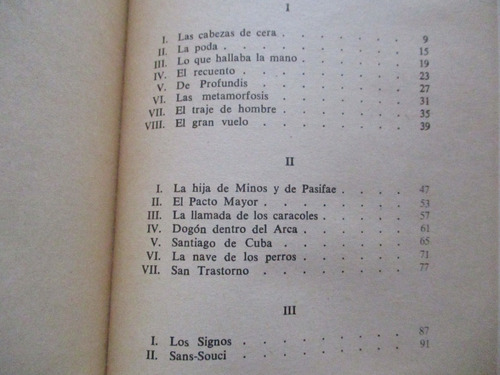 I
I. Las cabezas de cera . . . . . . . 9
II. La poda . . . . . . . . . 15
III. Lo que hallaba la mano . . . . . . 19
IV. El recuento . . . . . . . . 23
V. De Profundis . . . . . . . . 27
VI. Las metamorfosis . . . . . . . 31
VII. El traje de hombre . . . . . . . 35
VIII. El gran vuelo . . . . . . . . 39
II
I. La hija de Minos y de Pasifae . . . . 47
II. El Pacto Mayor . . . . . . . 53
III. La llamada de los caracoles . . . . . 57
IV. Dogón dentro del Arca . . . . . . 61
V. Santiago de Cuba . . . . . . . 65
VI. La nave de los perros . . . . . . 71
VII. San Trastorno . . . . . . . . 77
III
I. Los Signos . . . . . . . . 87
II. Sans-Souci . . . . . . . . 91